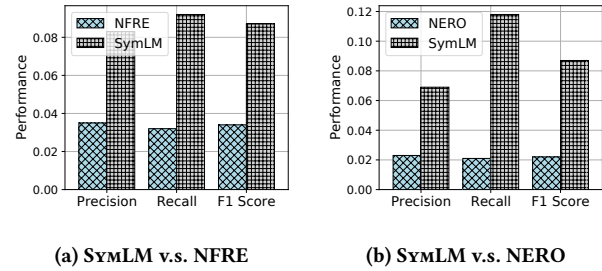 NFRE
SymLM
Performance
0.08
0.06
0.04
0.02
0.00
Precision Recall F1 Score
(a) SYMLM v.s. NFRE
NERO
SymLM
Performance
0.12
0.10
0.08
0.06
0.04
0.02
0.00
Precision Recall F1 Score
(b) SYMLM v.s. NERO